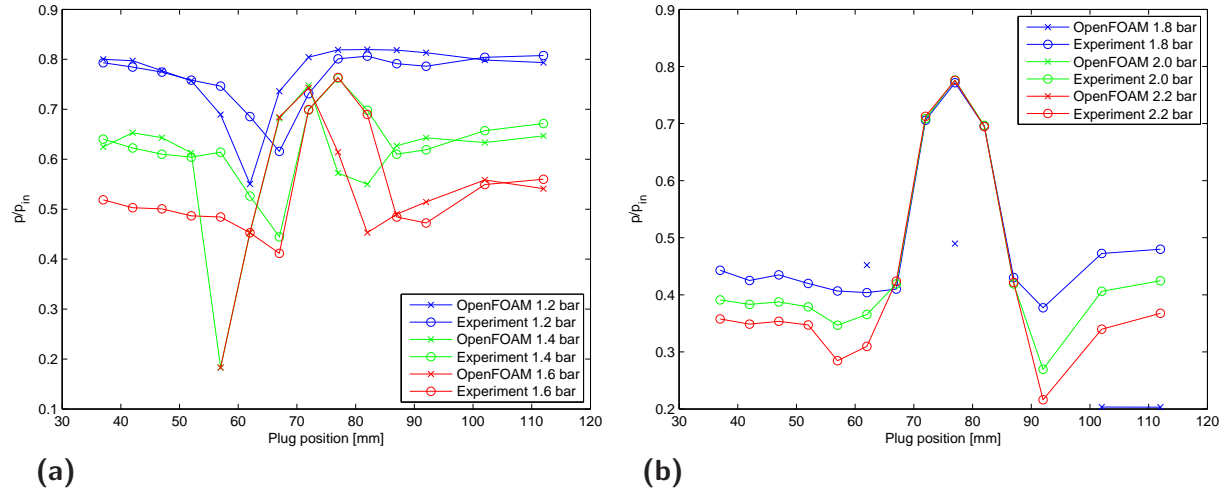 0.9
0.8
0.7
0.6
0.5
0.4
0.3
0.2
0.1
p/p_in
30 40 50 60 70 80 90 100 110 120
Plug position [mm]
OpenFOAM 1.2 bar
Experiment 1.2 bar
OpenFOAM 1.4 bar
Experiment 1.4 bar
OpenFOAM 1.6 bar
Experiment 1.6 bar
(a)
0.9
0.8
0.7
0.6
0.5
0.4
0.3
0.2
p/p_in
30 40 50 60 70 80 90 100 110 120
Plug position [mm]
OpenFOAM 1.8 bar
Experiment 1.8 bar
OpenFOAM 2.0 bar
Experiment 2.0 bar
OpenFOAM 2.2 bar
Experiment 2.2 bar
(b)